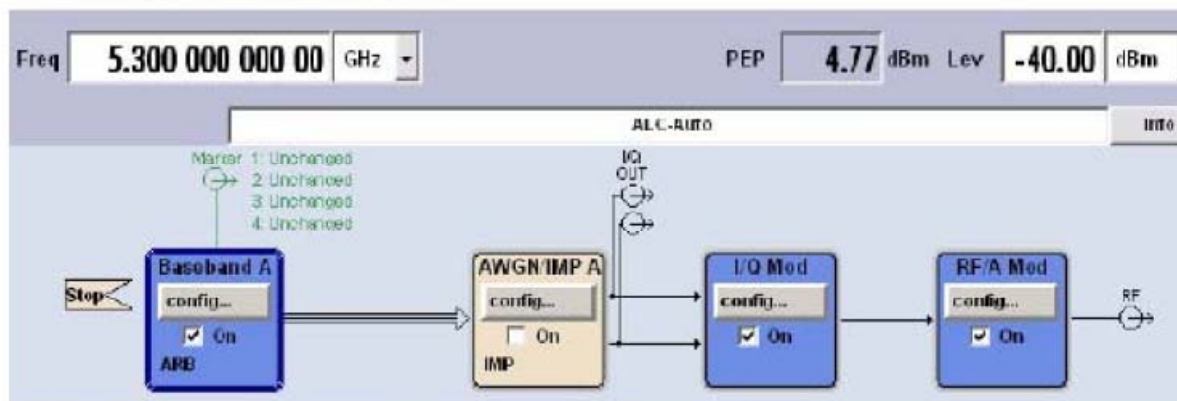 Freq 5.300 000 000 00 GHz PEP 4.77 dBm Lev -40.00 dBm
ALC-Auto Info
Marker 1: Unchanged
2: Unchanged
3: Unchanged
4: Unchanged
I/Q
OUT
Baseband A
config...
On
ARB
Stop
AWGN/IMP A
config...
On
IMP
I/Q Mod
config...
On
RF/A Mod
config...
On
RF